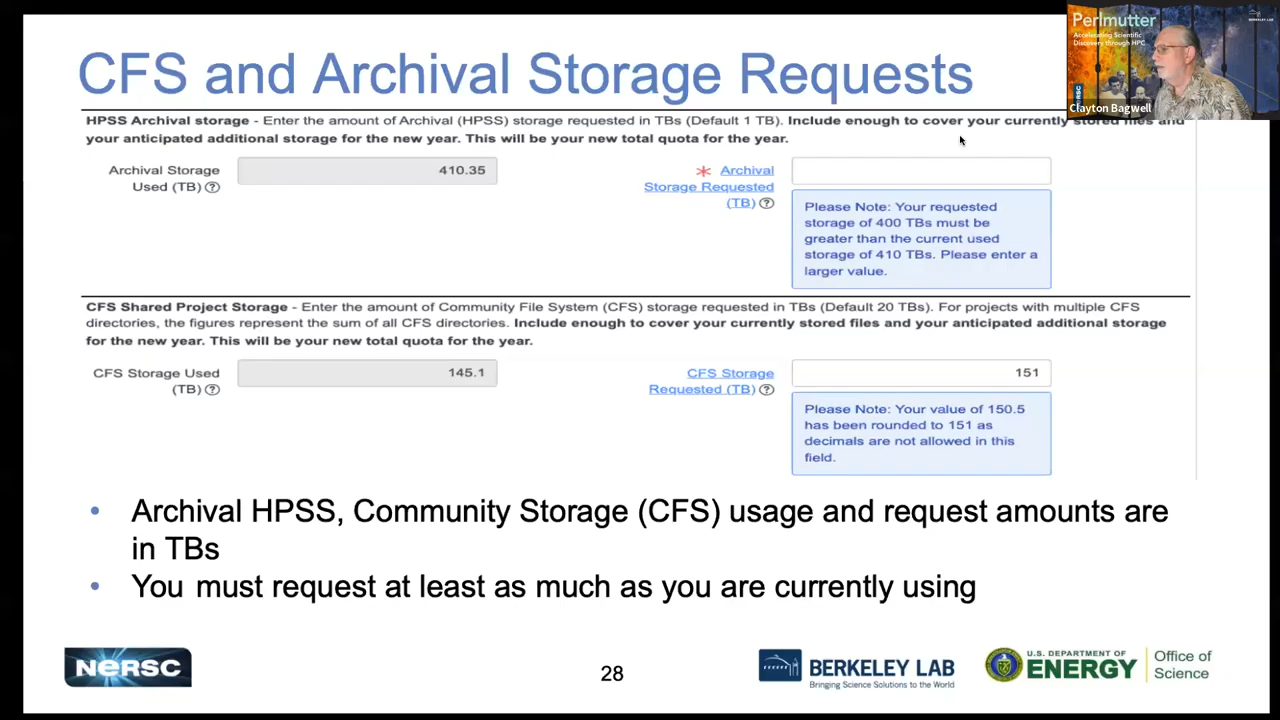 CFS and Archival Storage Requests
Perlmutter
Accelerating Scientific
Discovery through HPC
BERKELEY LAB
NERSC
Clayton Bagwell
HPSS Archival storage - Enter the amount of Archival (HPSS) storage requested in TBs (Default 1 TB). Include enough to cover your currently stored files and
your anticipated additional storage for the new year. This will be your new total quota for the year.
Archival Storage
Used (TB) ?
410.35
* Archival
Storage Requested
(TB) ?
Please Note: Your requested
storage of 400 TBs must be
greater than the current used
storage of 410 TBs. Please enter a
larger value.
CFS Shared Project Storage - Enter the amount of Community File System (CFS) storage requested in TBs (Default 20 TBs). For projects with multiple CFS
directories, the figures represent the sum of all CFS directories. Include enough to cover your currently stored files and your anticipated additional storage
for the new year. This will be your new total quota for the year.
CFS Storage Used
(TB) ?
145.1
CFS Storage
Requested (TB) ?
151
Please Note: Your value of 150.5
has been rounded to 151 as
decimals are not allowed in this
field.
• Archival HPSS, Community Storage (CFS) usage and request amounts are
in TBs
• You must request at least as much as you are currently using
NERSC
28
BERKELEY LAB
Bringing Science Solutions to the World
U.S. DEPARTMENT OF
ENERGY
Office of
Science